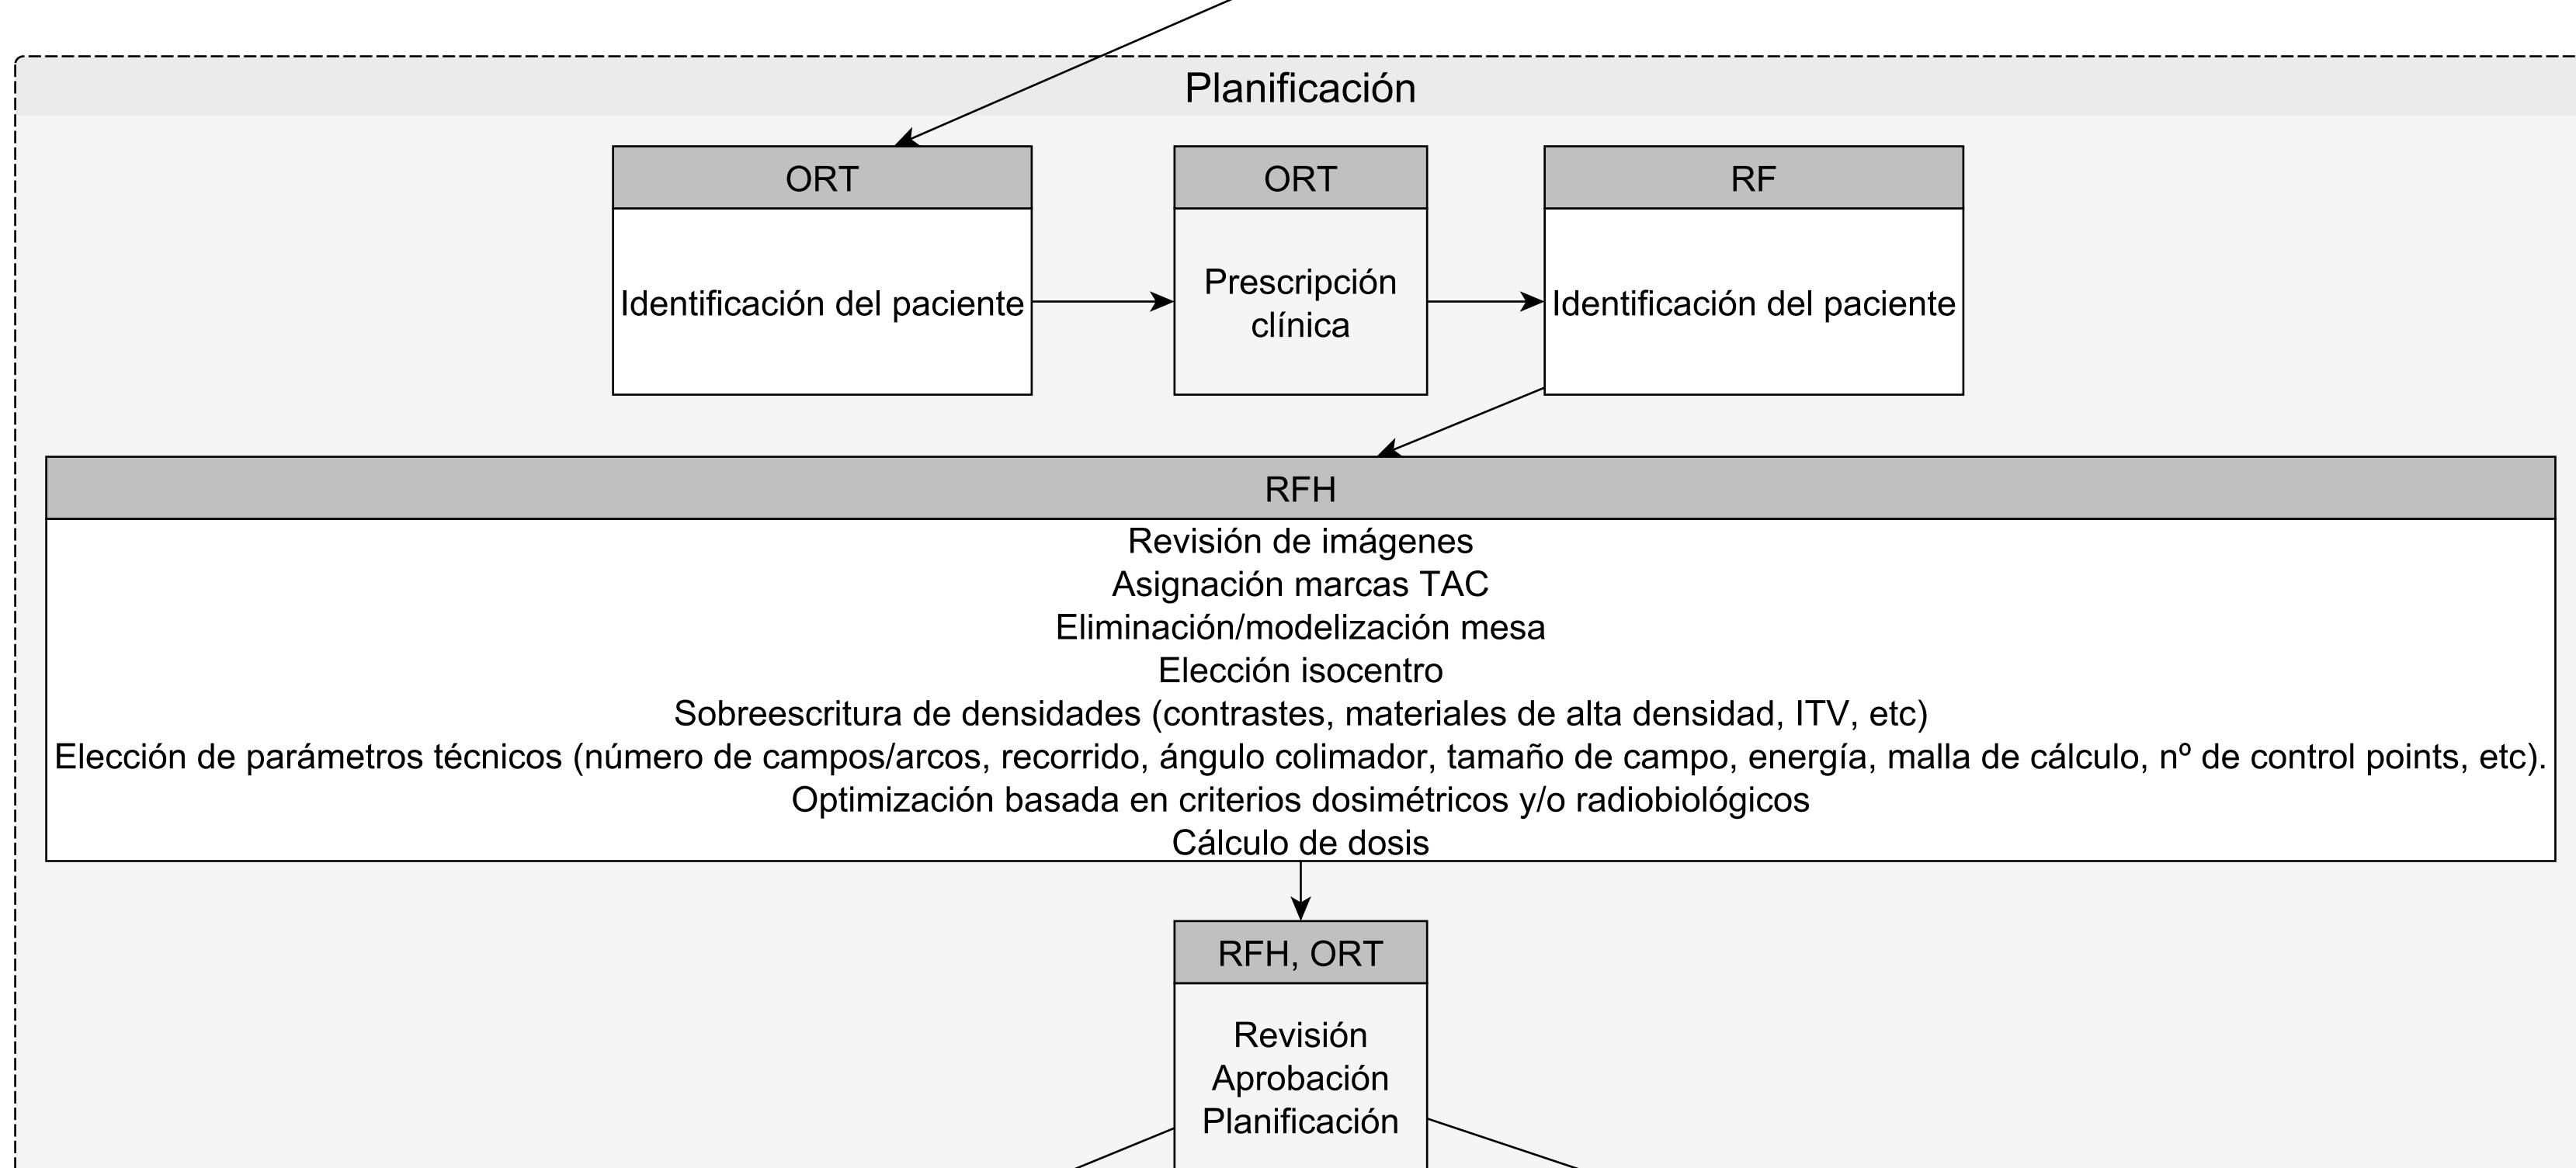 Planificación
ORT
Identificación del paciente
ORT
Prescripción
clínica
RF
Identificación del paciente
RFH
Revisión de imágenes
Asignación marcas TAC
Eliminación/modelización mesa
Elección isocentro
Sobreescritura de densidades (contrastes, materiales de alta densidad, ITV, etc)
Elección de parámetros técnicos (número de campos/arcos, recorrido, ángulo colimador, tamaño de campo, energía, malla de cálculo, nº de control points, etc).
Optimización basada en criterios dosimétricos y/o radiobiológicos
Cálculo de dosis
RFH, ORT
Revisión
Aprobación
Planificación